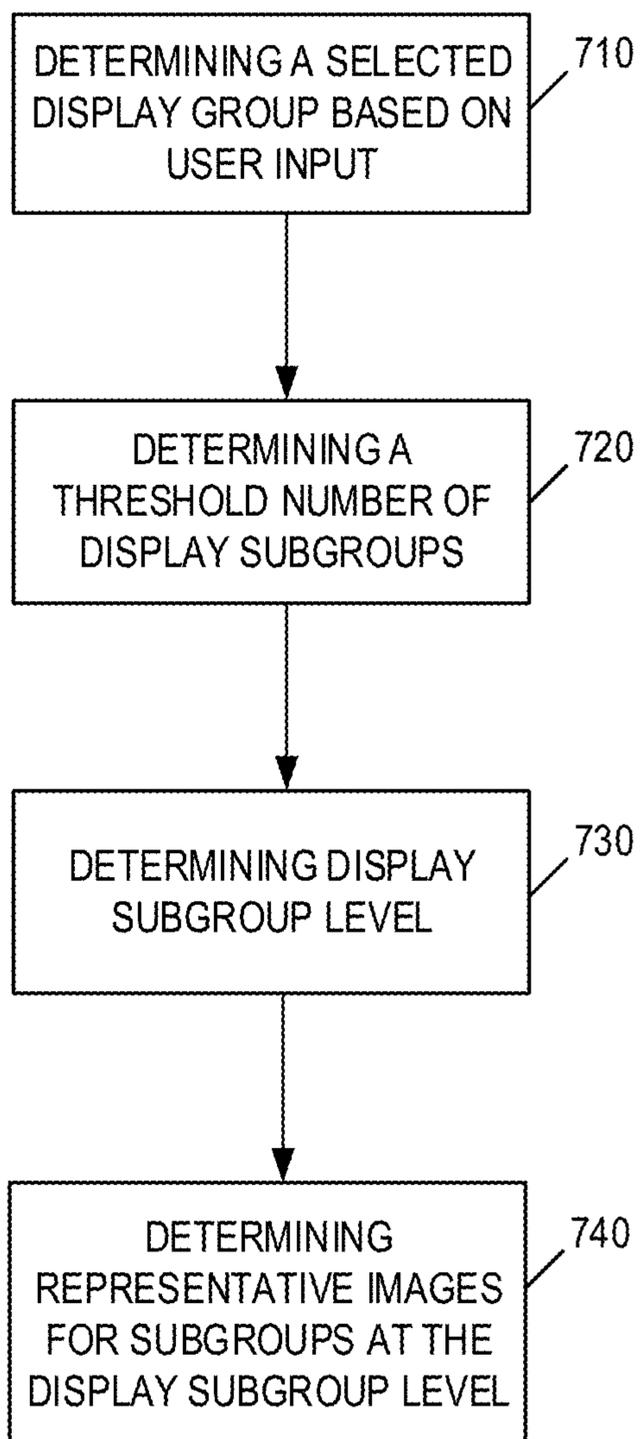 DETERMINING A SELECTED
DISPLAY GROUP BASED ON
USER INPUT
710
DETERMINING A
THRESHOLD NUMBER OF
DISPLAY SUBGROUPS
720
DETERMINING DISPLAY
SUBGROUP LEVEL
730
DETERMINING
REPRESENTATIVE IMAGES
FOR SUBGROUPS AT THE
DISPLAY SUBGROUP LEVEL
740